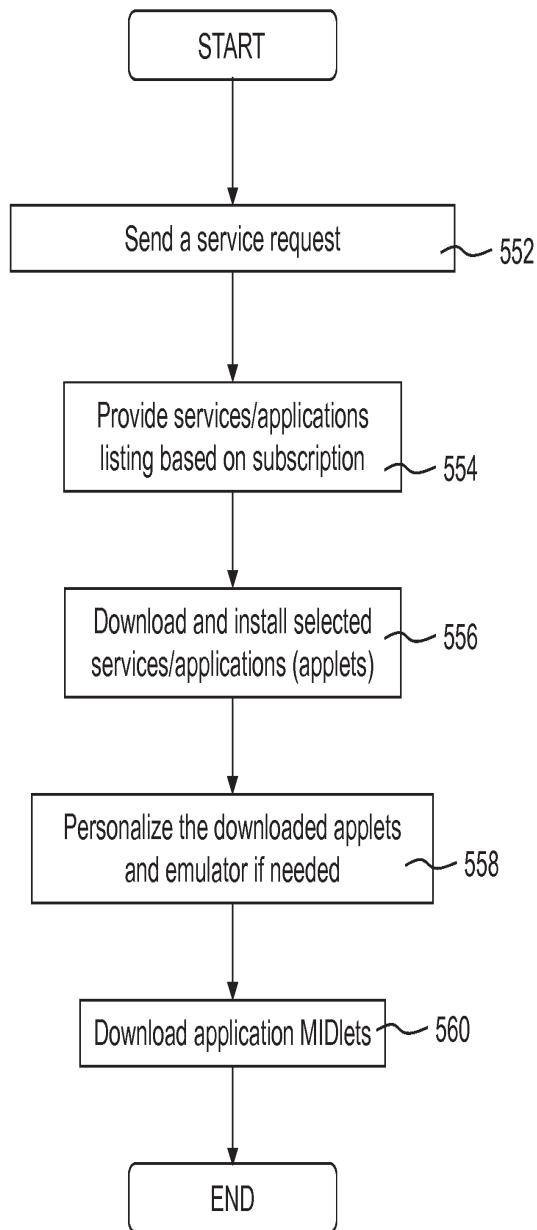 START
Send a service request
552
Provide services/applications
listing based on subscription
554
Download and install selected
services/applications (applets)
556
Personalize the downloaded applets
and emulator if needed
558
Download application MIDlets
560
END